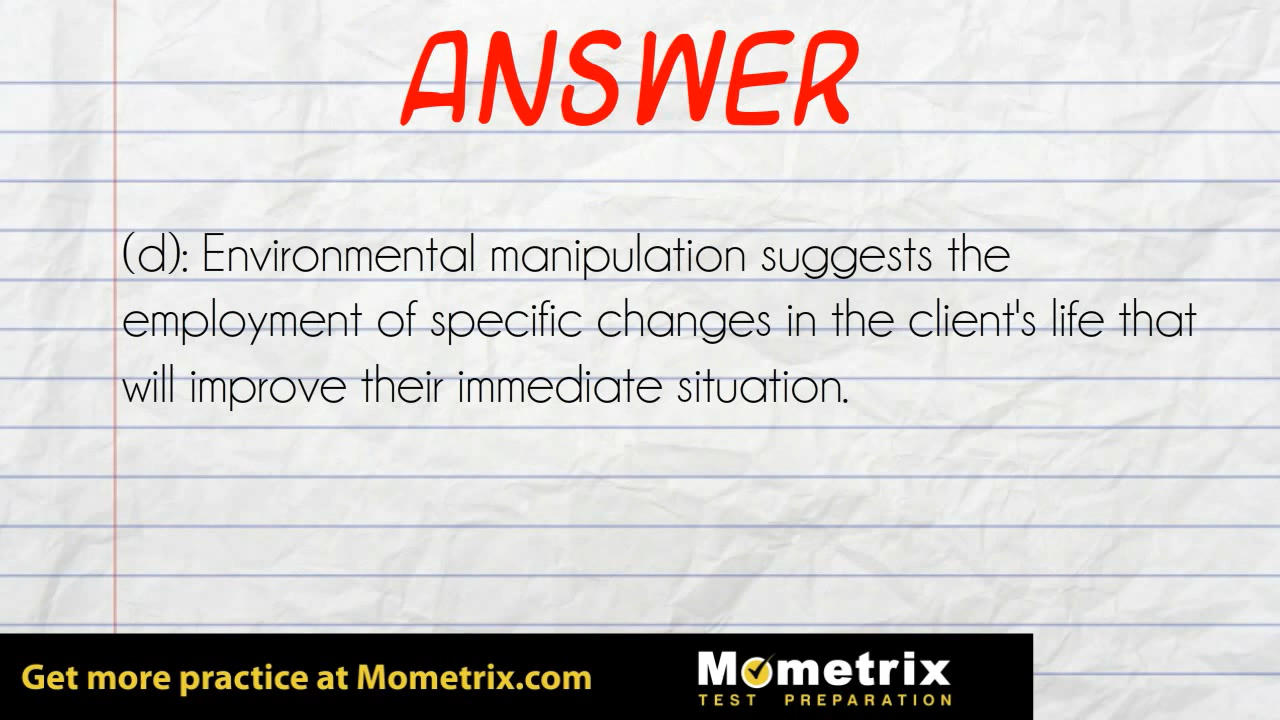 ANSWER
(d): Environmental manipulation suggests the
employment of specific changes in the client's life that
will improve their immediate situation.
Get more practice at Mometrix.com
Mometrix
TEST PREPARATION